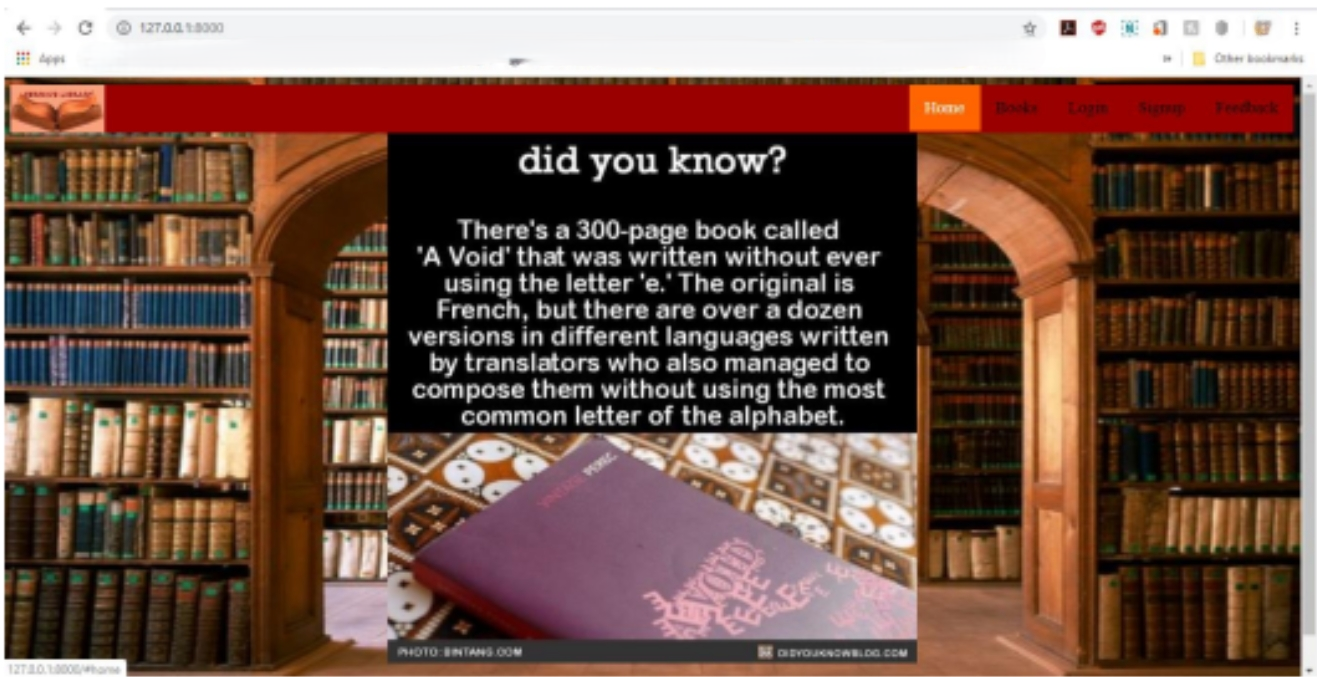 127.0.0.1:8000
Apps
Other bookmarks
Home Books Login Signup Feedback
did you know?
There's a 300-page book called
'A Void' that was written without ever
using the letter 'e.' The original is
French, but there are over a dozen
versions in different languages written
by translators who also managed to
compose them without using the most
common letter of the alphabet.
VINTAGE PEREC
A VOID
PHOTO: BINTANG.COM
DIDYOUKNOWBLOG.COM
127.0.0.1:8000/#home